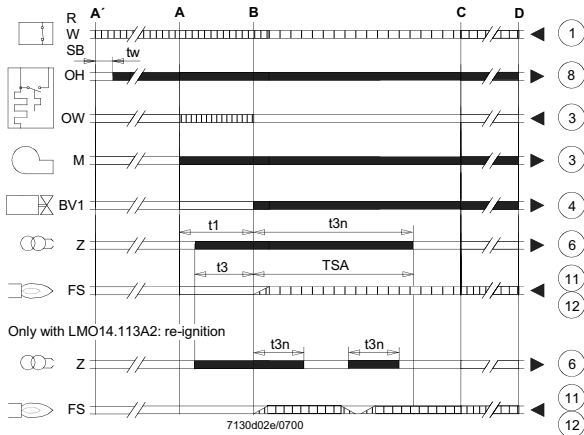 A´ A B C D
R
W 1
SB tw
OH 8
OW 3
M 3
BV1 4
t1 t3n
Z 6
t3 TSA
FS 11
12
Only with LMO14.113A2: re-ignition
t3n t3n
Z 6
FS 11
12
7130d02e/0700